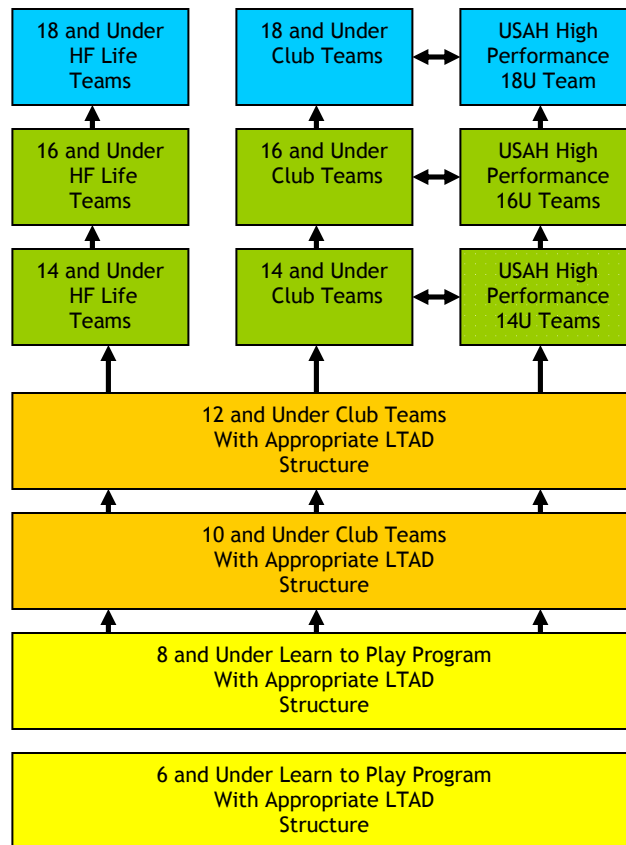 18 and Under
HF Life
Teams
18 and Under
Club Teams
USAH High
Performance
18U Team
16 and Under
HF Life
Teams
16 and Under
Club Teams
USAH High
Performance
16U Teams
14 and Under
HF Life
Teams
14 and Under
Club Teams
USAH High
Performance
14U Teams
12 and Under Club Teams
With Appropriate LTAD
Structure
10 and Under Club Teams
With Appropriate LTAD
Structure
8 and Under Learn to Play Program
With Appropriate LTAD
Structure
6 and Under Learn to Play Program
With Appropriate LTAD
Structure